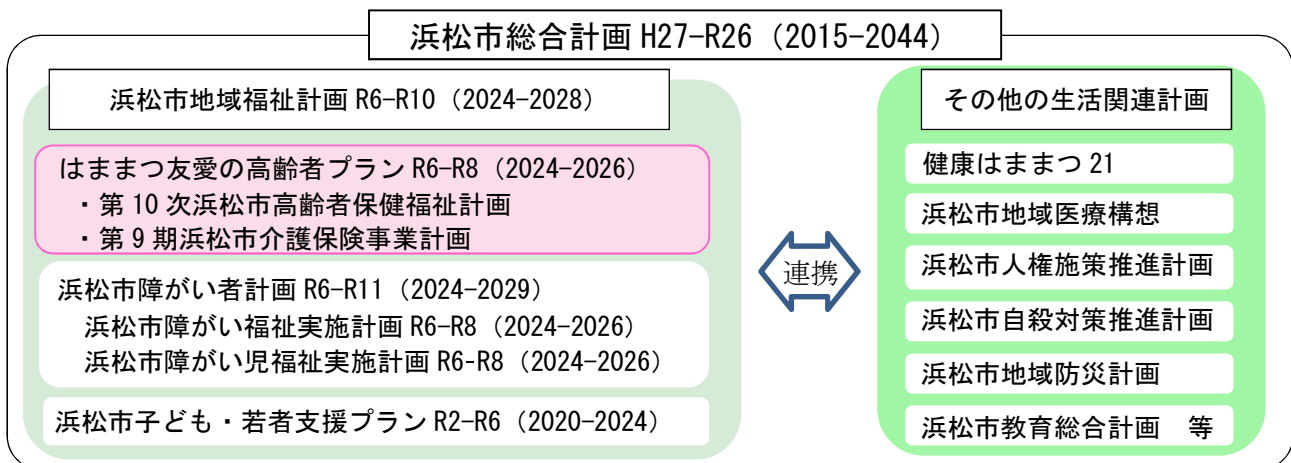 浜松市総合計画 H27-R26（2015-2044）
浜松市地域福祉計画 R6-R10（2024-2028）
はままつ友愛の高齢者プラン R6-R8（2024-2026）
・第 10 次浜松市高齢者保健福祉計画
・第 9 期浜松市介護保険事業計画
浜松市障がい者計画 R6-R11（2024-2029）
浜松市障がい福祉実施計画 R6-R8（2024-2026）
浜松市障がい児福祉実施計画 R6-R8（2024-2026）
浜松市子ども・若者支援プラン R2-R6（2020-2024）
連携
その他の生活関連計画
健康はままつ 21
浜松市地域医療構想
浜松市人権施策推進計画
浜松市自殺対策推進計画
浜松市地域防災計画
浜松市教育総合計画　等